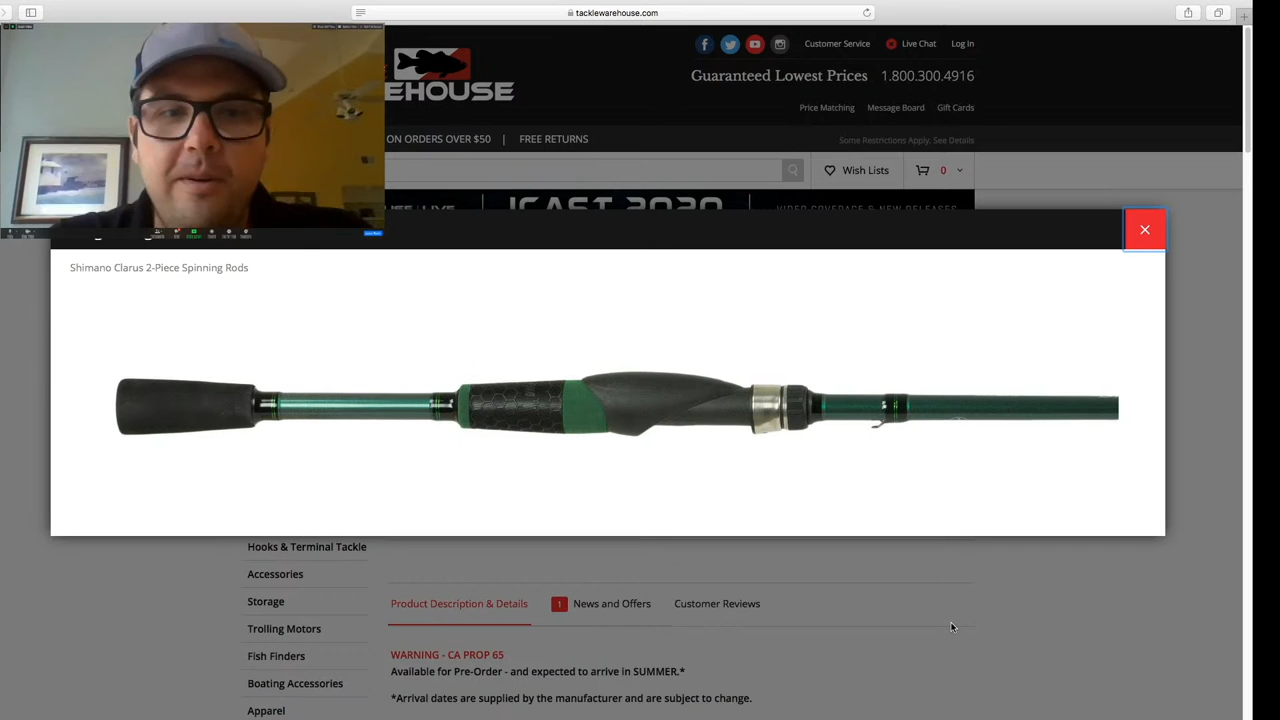 tacklewarehouse.com
EHOUSE
Customer Service
Live Chat
Log In
Guaranteed Lowest Prices 1.800.300.4916
Price Matching
Message Board
Gift Cards
ON ORDERS OVER $50 | FREE RETURNS
Some Restrictions Apply. See Details
Wish Lists
0
ICAST 2020
VIDEO COVERAGE & NEW RELEASES
Shimano Clarus 2-Piece Spinning Rods
Hooks & Terminal Tackle
Accessories
Storage
Trolling Motors
Fish Finders
Boating Accessories
Apparel
Product Description & Details
1 News and Offers
Customer Reviews
WARNING - CA PROP 65
Available for Pre-Order - and expected to arrive in SUMMER.*
*Arrival dates are supplied by the manufacturer and are subject to change.